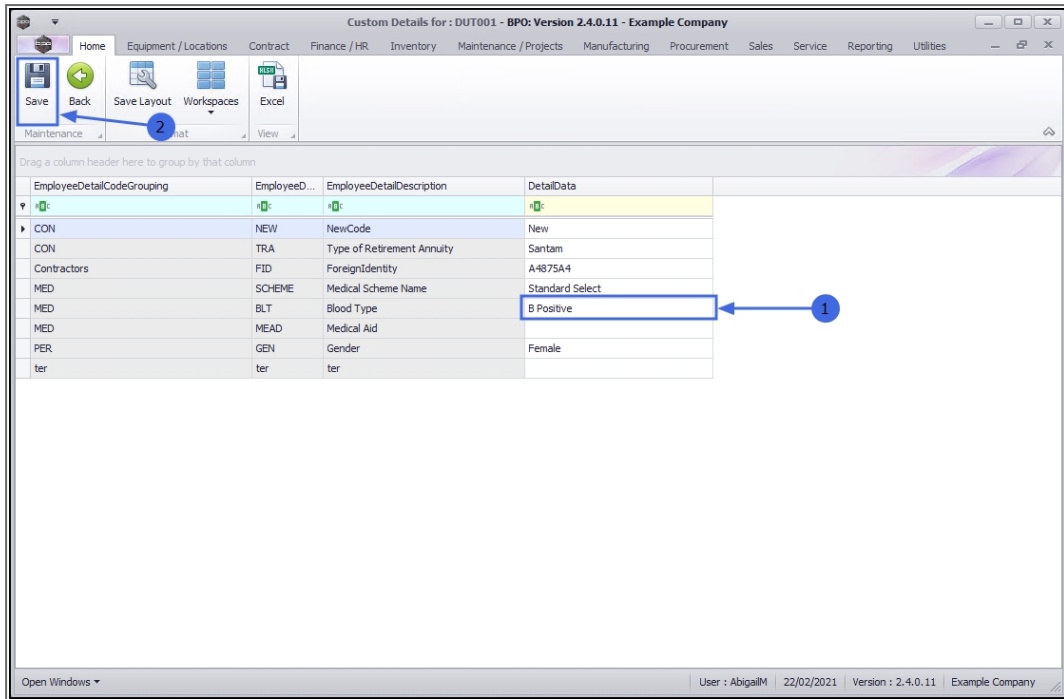 Custom Details for : DUT001 - BPO: Version 2.4.0.11 - Example Company
Home Equipment / Locations Contract Finance / HR Inventory Maintenance / Projects Manufacturing Procurement Sales Service Reporting Utilities
Save Back Save Layout Workspaces Excel
Maintenance 2 mat View
Drag a column header here to group by that column
EmployeeDetailCodeGrouping EmployeeD... EmployeeDetailDescription DetailData
CON NEW NewCode New
CON TRA Type of Retirement Annuity Santam
Contractors FID ForeignIdentity A4875A4
MED SCHEME Medical Scheme Name Standard Select
MED BLT Blood Type B Positive 1
MED MEAD Medical Aid
PER GEN Gender Female
ter ter ter
Open Windows User : AbigailM 22/02/2021 Version : 2.4.0.11 Example Company